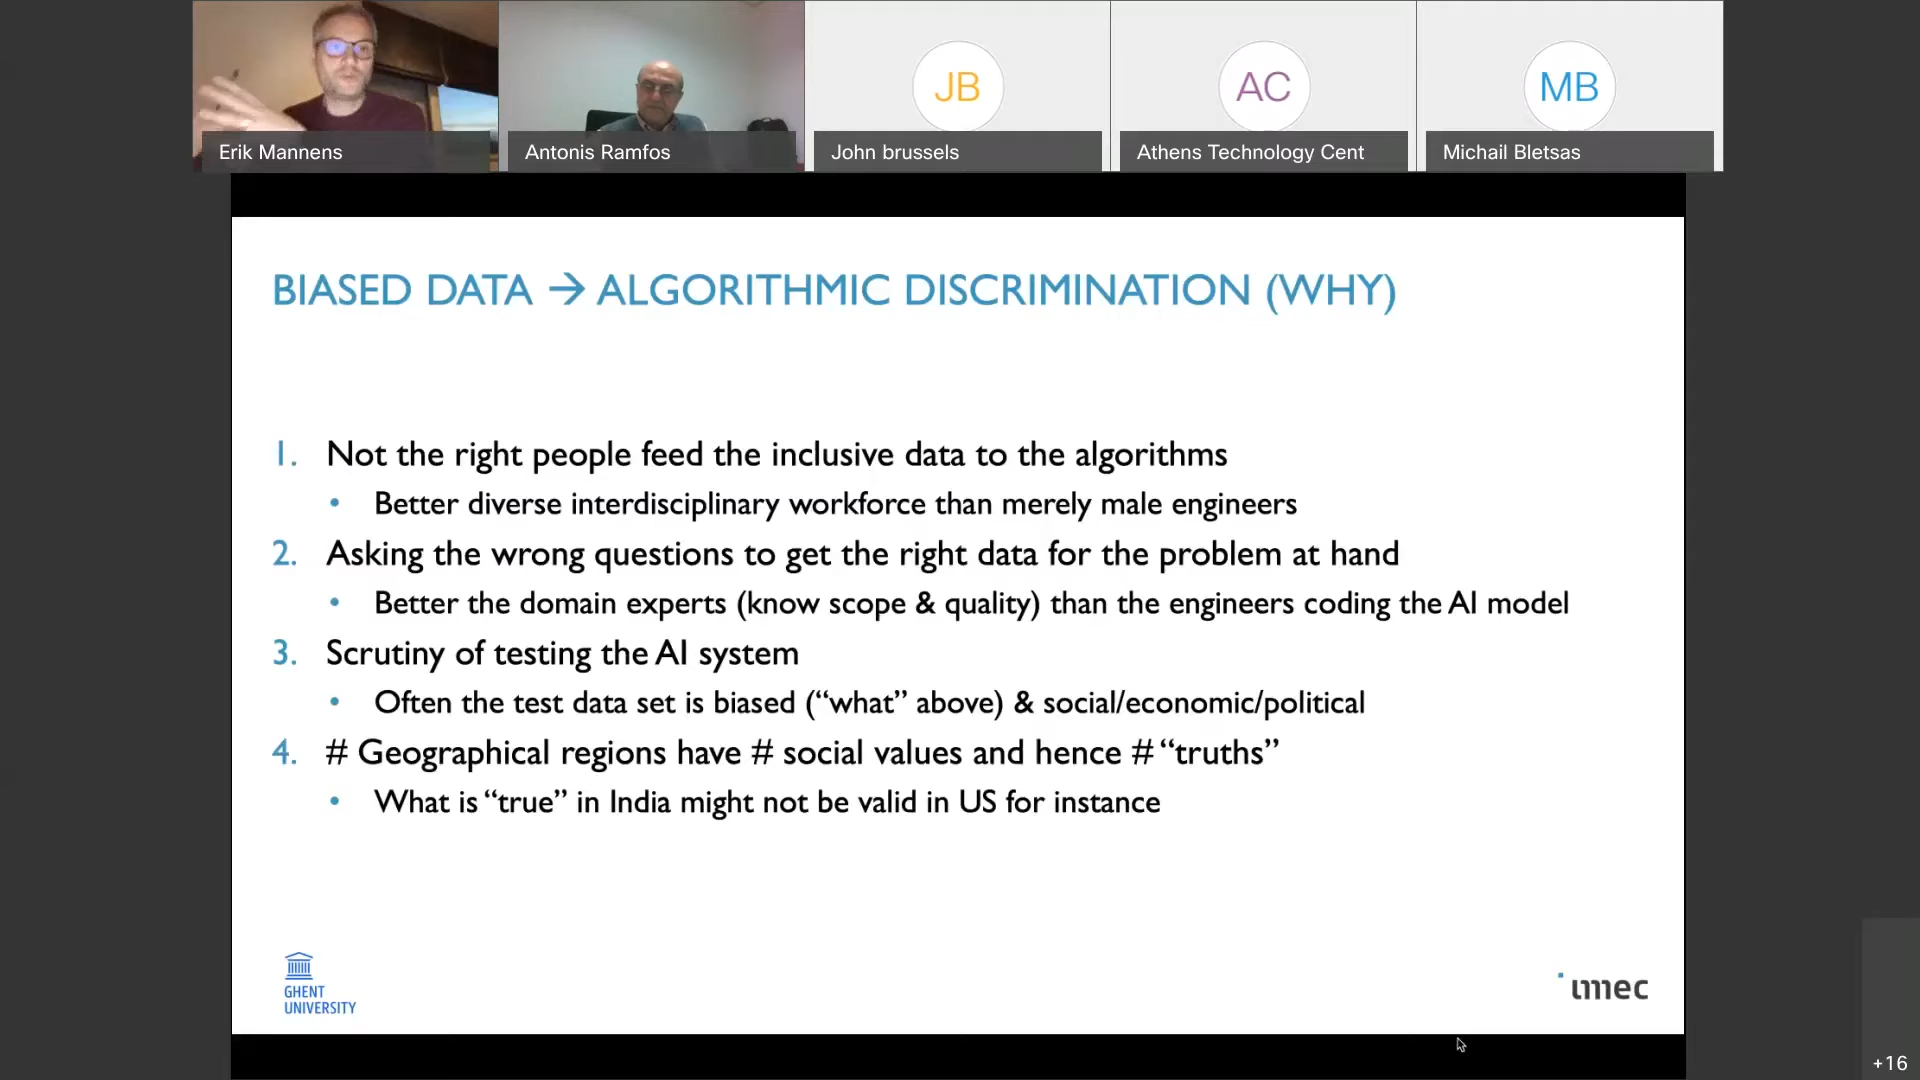 JB
AC
MB
Erik Mannens
Antonis Ramfos
John brussels
Athens Technology Cent
Michail Bletsas
BIASED DATA → ALGORITHMIC DISCRIMINATION (WHY)
1. Not the right people feed the inclusive data to the algorithms
• Better diverse interdisciplinary workforce than merely male engineers
2. Asking the wrong questions to get the right data for the problem at hand
• Better the domain experts (know scope & quality) than the engineers coding the AI model
3. Scrutiny of testing the AI system
• Often the test data set is biased (“what” above) & social/economic/political
4. # Geographical regions have # social values and hence # “truths”
• What is “true” in India might not be valid in US for instance
GHENT
UNIVERSITY
imec
+16